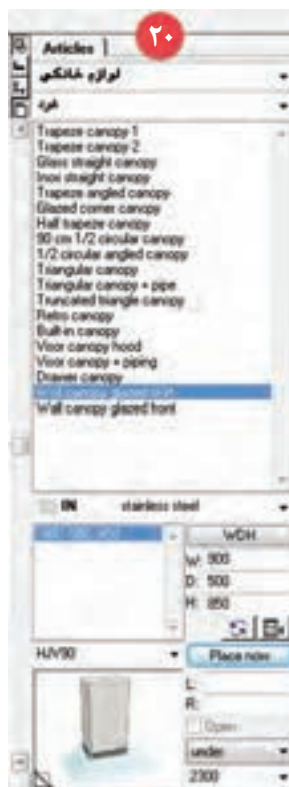 ۲۰
Articles
لوازم خانگی
هود
Trapeze canopy 1
Trapeze canopy 2
Glass straight canopy
Inox straight canopy
Trapeze angled canopy
Glazed corner canopy
Half trapeze canopy
90 cm 1/2 circular canopy
1/2 circular angled canopy
Triangular canopy
Triangular canopy + pipe
Truncated triangle canopy
Retro canopy
Built-in canopy
Visor canopy hood
Visor canopy + piping
Drawer canopy
Wall canopy glazed
Wall canopy glazed front
IN stainless steel
WDH
W: 900
D: 500
H: 850
HJV90
Place now
L:
R:
Open
under
2300